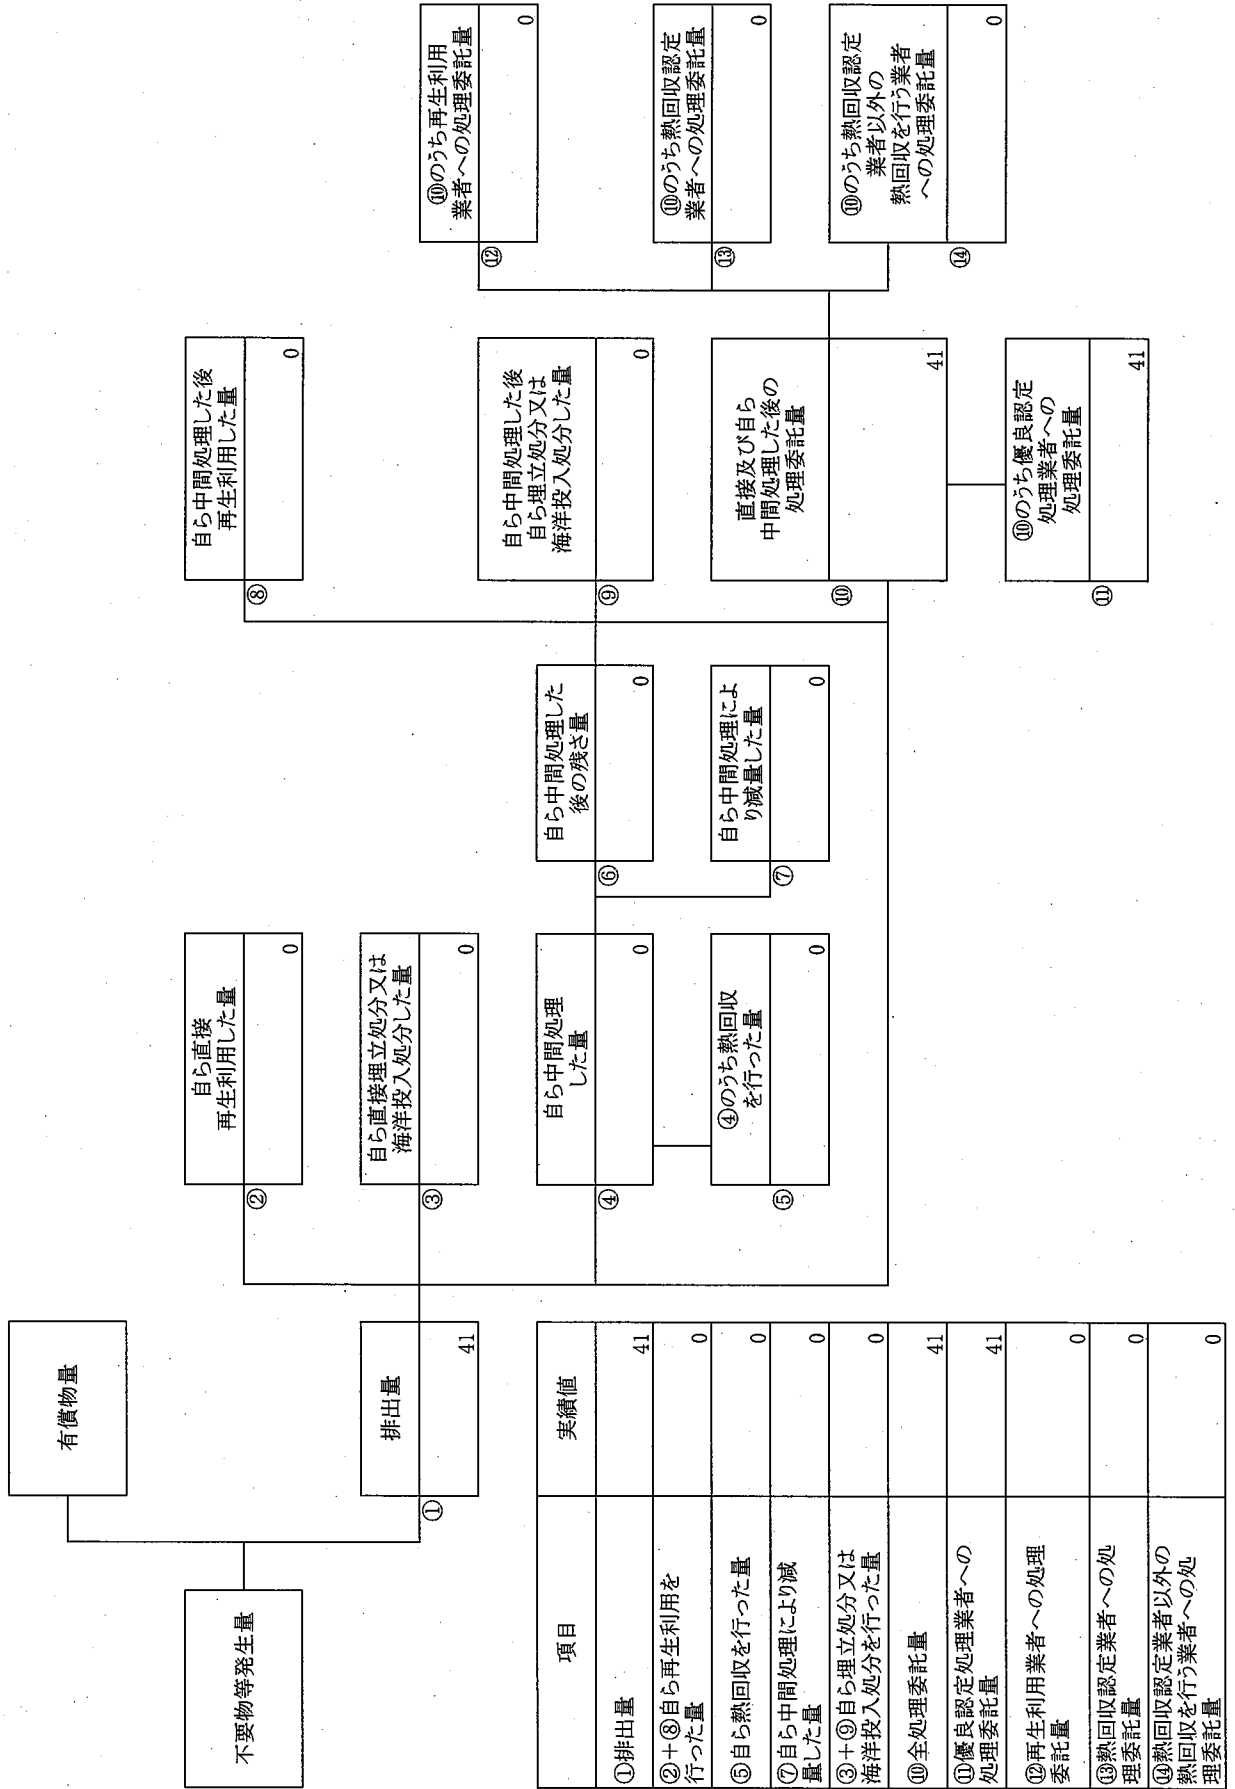 不要物等発生量
有償物量
①
排出量
41
②
自ら直接
再生利用した量
0
③
自ら直接埋立処分又は
海洋投入処分した量
0
④
自ら中間処理
した量
0
⑤
④のうち熱回収
を行った量
0
⑥
自ら中間処理した
後の残さ量
0
⑦
自ら中間処理によ
り減量した量
0
⑧
自ら中間処理した後
再生利用した量
0
⑨
自ら中間処理した後
自ら埋立処分又は
海洋投入処分した量
0
⑩
直接及び自ら
中間処理した後の
処理委託量
41
⑪
⑩のうち優良認定
処理業者への
処理委託量
41
⑫
⑩のうち再生利用
業者への処理委託量
0
⑬
⑩のうち熱回収認定
業者への処理委託量
0
⑭
⑩のうち熱回収認定
業者以外の
熱回収を行う業者
への処理委託量
0
項目 実績値
①排出量 41
②+⑧自ら再生利用を
行った量 0
⑤自ら熱回収を行った量 0
⑦自ら中間処理により減
量した量 0
③+⑨自ら埋立処分又は
海洋投入処分を行った量 0
⑩全処理委託量 41
⑪優良認定処理業者への
処理委託量 41
⑫再生利用業者への処理
委託量 0
⑬熱回収認定業者への処
理委託量 0
⑭熱回収認定業者以外の
熱回収を行う業者への処
理委託量 0